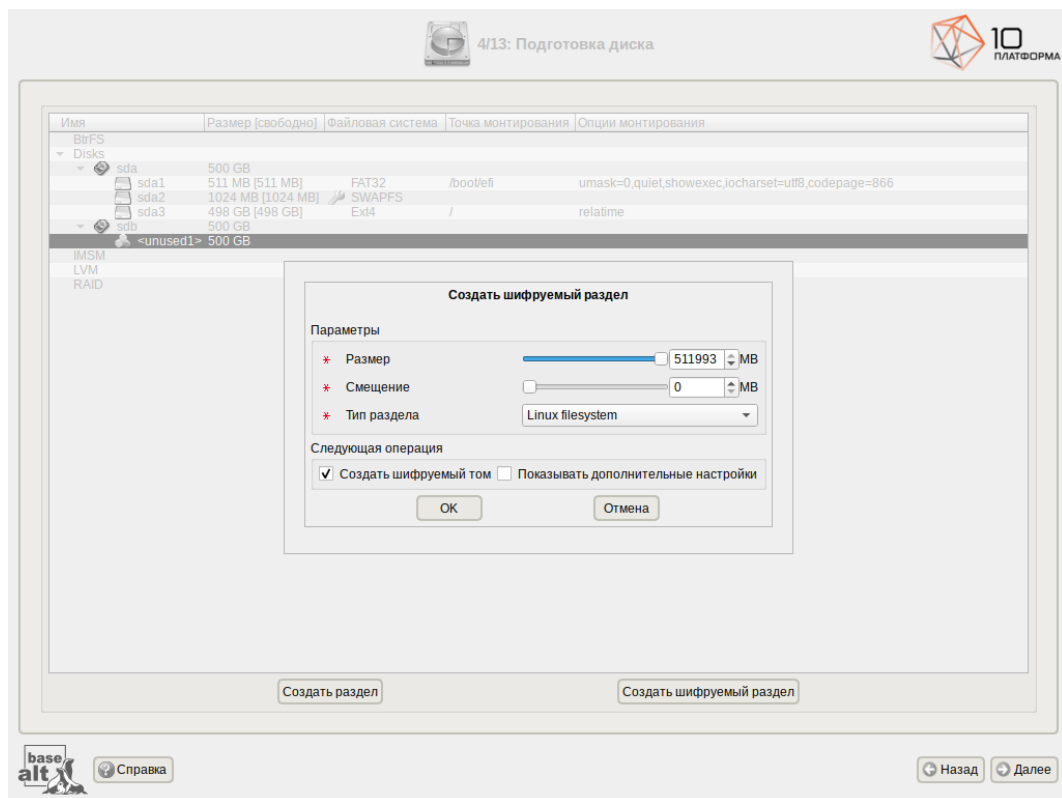 4/13: Подготовка диска
10
ПЛАТФОРМА
Имя Размер [свободно] Файловая система Точка монтирования Опции монтирования
BtrFS
Disks
sda 500 GB
sda1 511 MB [511 MB] FAT32 /boot/efi umask=0,quiet,showexec,iocharset=utf8,codepage=866
sda2 1024 MB [1024 MB] SWAPFS
sda3 498 GB [498 GB] Ext4 / relatime
sdb 500 GB
<unused1> 500 GB
IMSM
LVM
RAID
Создать шифруемый раздел
Параметры
* Размер 511993 MB
* Смещение 0 MB
* Тип раздела Linux filesystem
Следующая операция
Создать шифруемый том Показывать дополнительные настройки
OK Отмена
Создать раздел Создать шифруемый раздел
base
alt
Справка Назад Далее